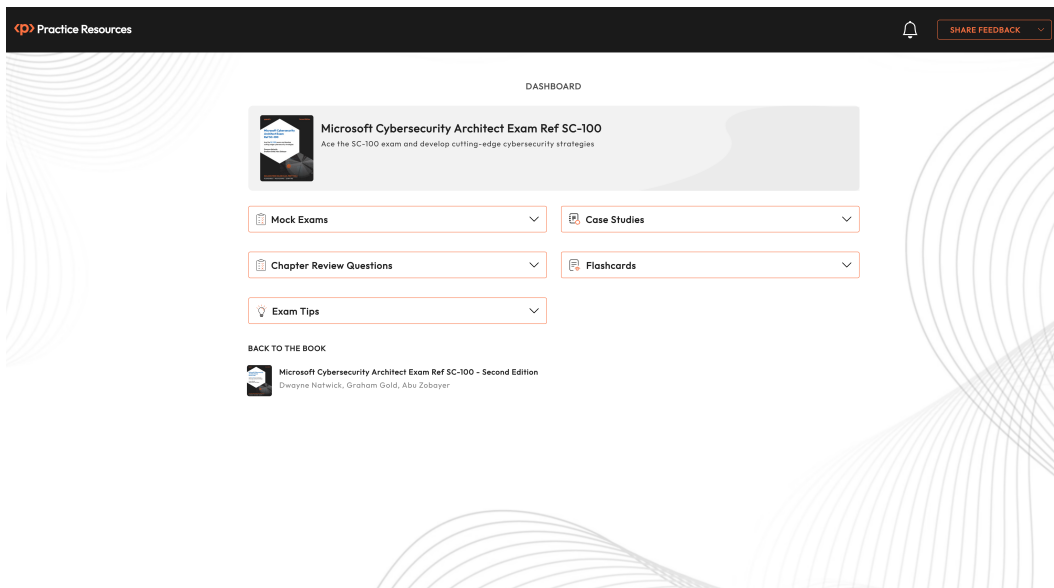 <p> Practice Resources
SHARE FEEDBACK
DASHBOARD
Microsoft Cybersecurity Architect Exam Ref SC-100
Ace the SC-100 exam and develop cutting-edge cybersecurity strategies
Mock Exams
Case Studies
Chapter Review Questions
Flashcards
Exam Tips
BACK TO THE BOOK
Microsoft Cybersecurity Architect Exam Ref SC-100 - Second Edition
Dwayne Natwick, Graham Gold, Abu Zobayer